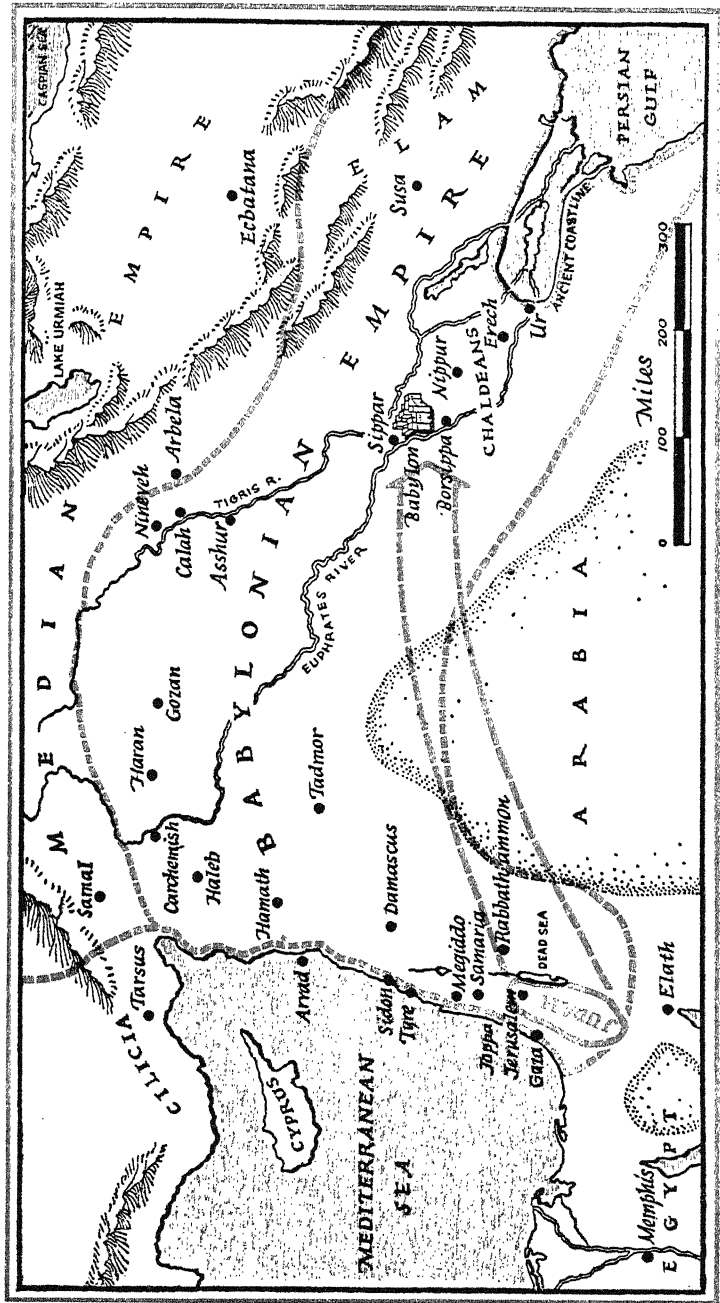 CASPIAN SEA
LAKE URMIAH
MEDIAN EMPIRE
Samal
Tarsus
CILICIA
Carchemish
Haran
Gozan
Nineveh
Calah
Arbela
Asshur
TIGRIS R.
Ecbatana
Haleb
Hamath
BABYLONIAN EMPIRE
ELAM
Susa
Arvad
CYPRUS
Tadmor
EUPHRATES RIVER
Sippar
Babylon
Borsippa
Nippur
CHALDEANS
Erech
Ur
ANCIENT COASTLINE
PERSIAN GULF
MEDITERRANEAN
SEA
Sidon
Tyre
Damascus
Megiddo
Samaria
Joppa
Rabbath-ammon
Jerusalem
DEAD SEA
Gaza
JUDAH
Elath
ARABIA
Memphis
EGYPT
0 100 200 300
Miles